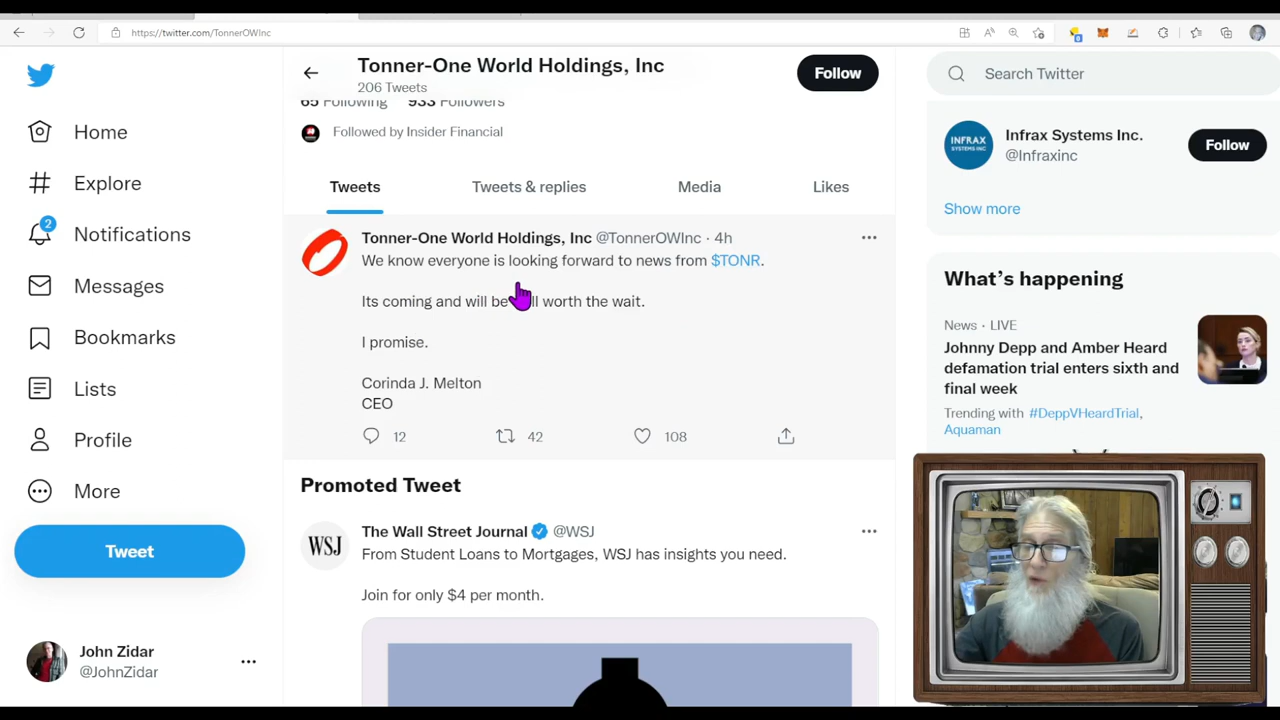 https://twitter.com/TonnerOWInc
Tonner-One World Holdings, Inc
206 Tweets
Follow
65 Following 933 Followers
Followed by Insider Financial
Tweets
Tweets & replies
Media
Likes
Home
Explore
2
Notifications
Messages
Bookmarks
Lists
Profile
More
Tweet
John Zidar
@JohnZidar
Tonner-One World Holdings, Inc @TonnerOWInc · 4h
We know everyone is looking forward to news from $TONR.
Its coming and will be worth the wait.
I promise.
Corinda J. Melton
CEO
12
42
108
Promoted Tweet
WSJ
The Wall Street Journal @WSJ
From Student Loans to Mortgages, WSJ has insights you need.
Join for only $4 per month.
Search Twitter
INFRAX
SYSTEMS INC
Infrax Systems Inc.
@Infraxinc
Follow
Show more
What's happening
News · LIVE
Johnny Depp and Amber Heard
defamation trial enters sixth and
final week
Trending with #DeppVHeardTrial,
Aquaman